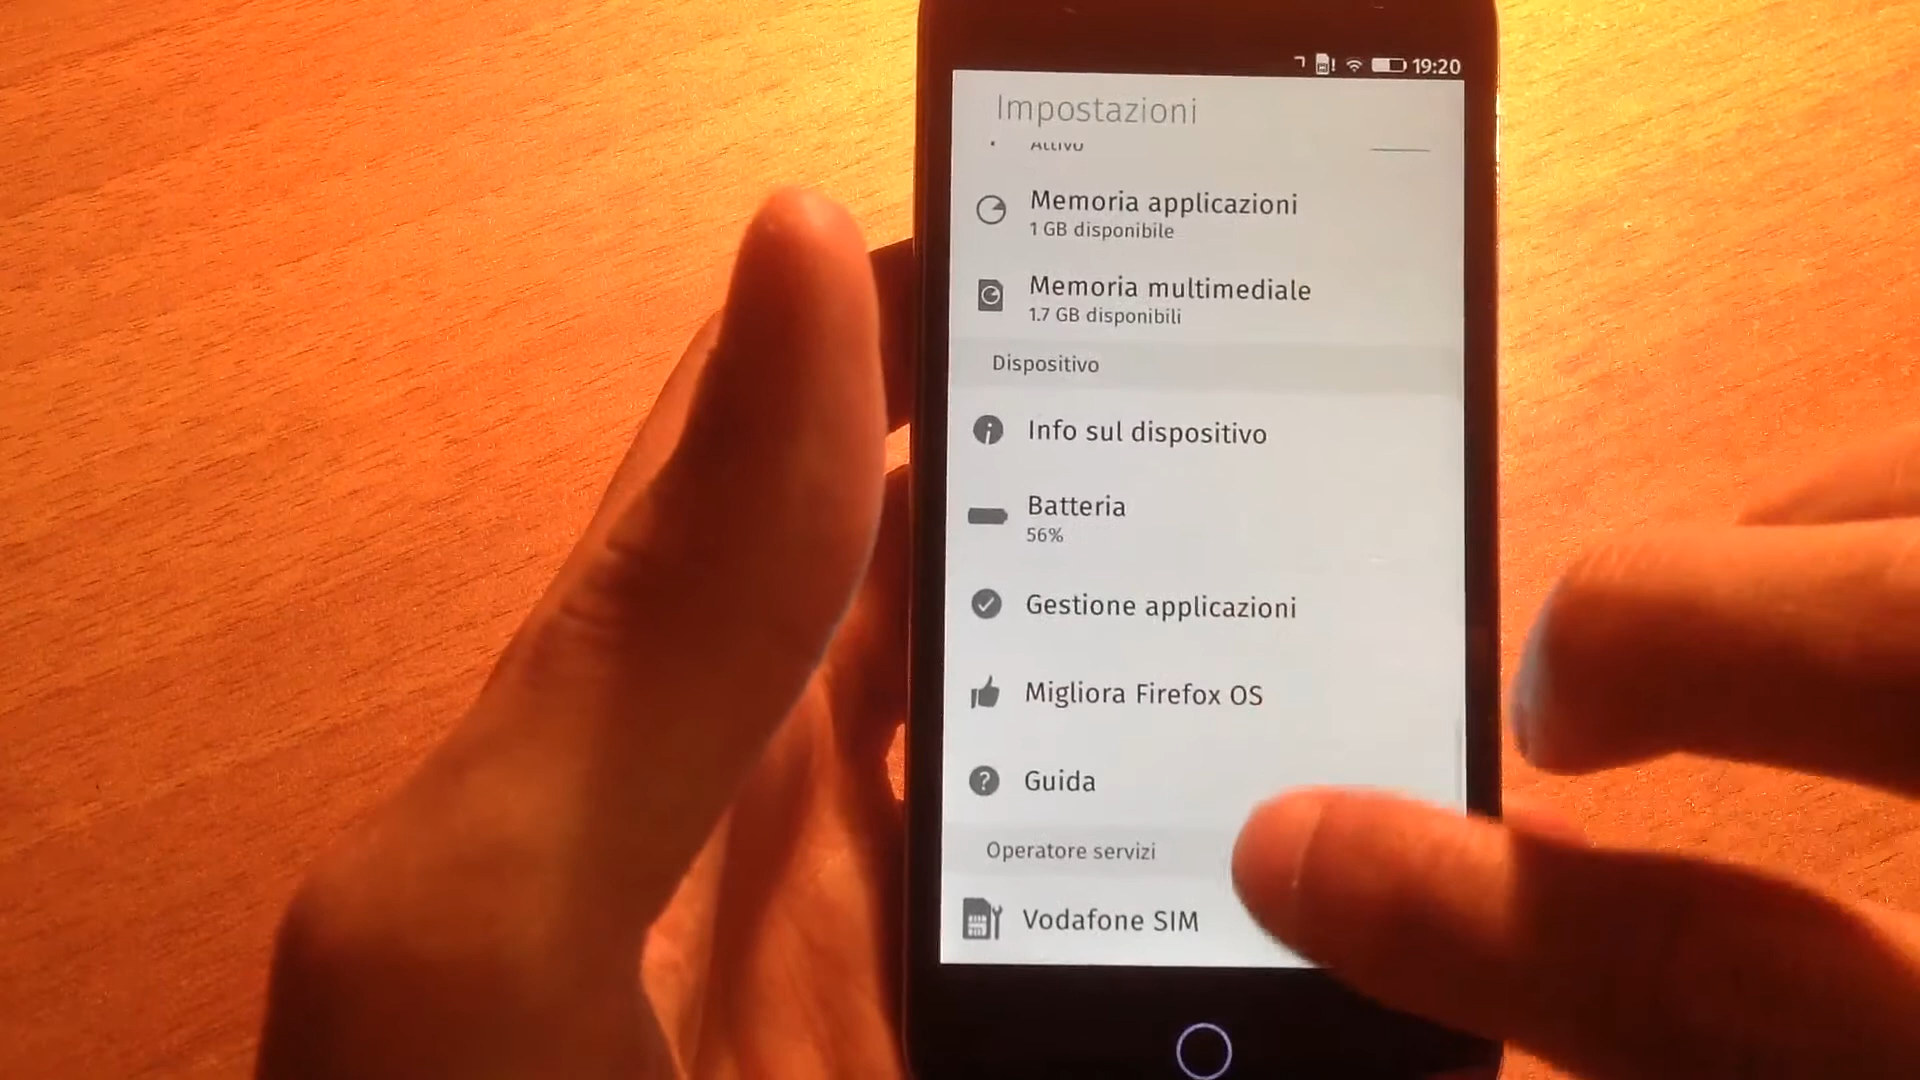 19:20
Impostazioni
Attivo
Memoria applicazioni
1 GB disponibile
Memoria multimediale
1.7 GB disponibili
Dispositivo
Info sul dispositivo
Batteria
56%
Gestione applicazioni
Migliora Firefox OS
Guida
Operatore servizi
Vodafone SIM